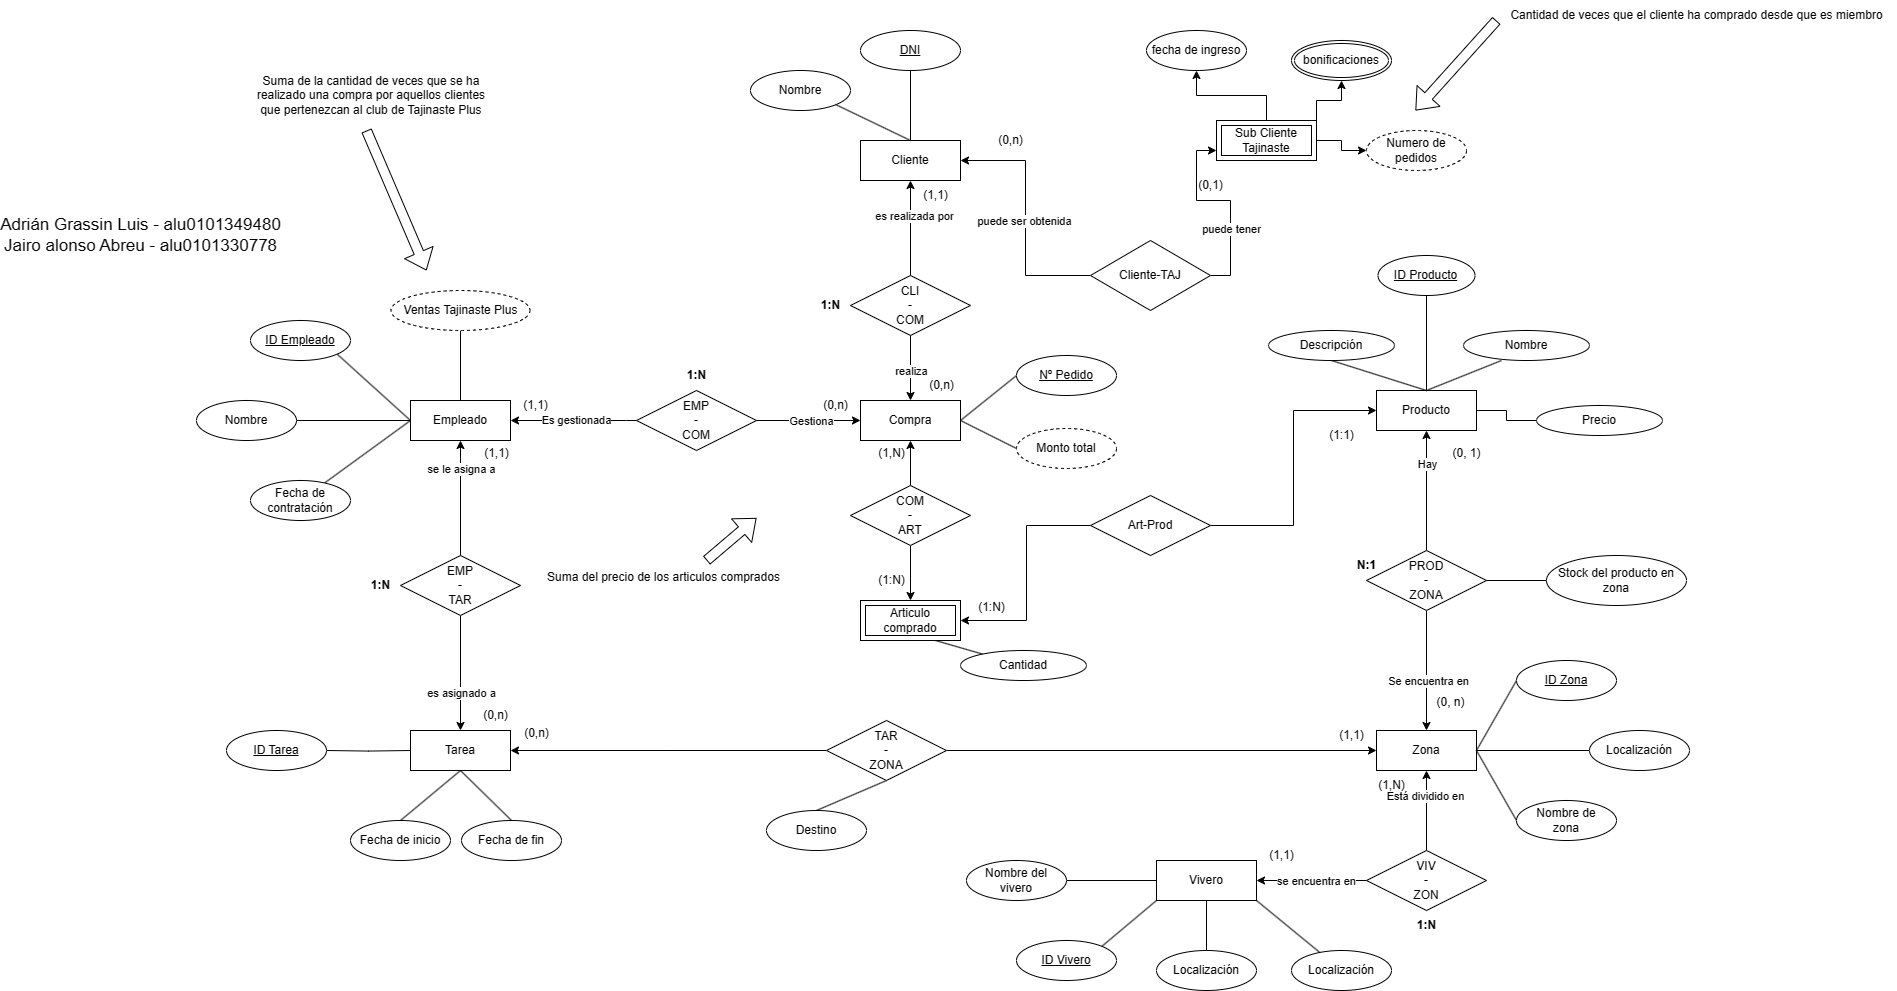 Cantidad de veces que el cliente ha comprado desde que es miembro
DNI
fecha de ingreso
bonificaciones
Suma de la cantidad de veces que se ha
realizado una compra por aquellos clientes
que pertenezcan al club de Tajinaste Plus
Nombre
Sub Cliente
Tajinaste
Numero de
pedidos
(0,n)
Cliente
(1,1)
(0,1)
es realizada por
puede ser obtenida
puede tener
Adrián Grassin Luis - alu0101349480
Jairo alonso Abreu - alu0101330778
Cliente-TAJ
ID Producto
1:N
CLI
-
COM
Ventas Tajinaste Plus
ID Empleado
Descripción
Nombre
realiza
(0,n)
Nº Pedido
1:N
Nombre
Empleado
(1,1)
Es gestionada
EMP
-
COM
(0,n)
Gestiona
Compra
Producto
Precio
(1:1)
Monto total
(1,1)
se le asigna a
(1,N)
(0, 1)
Hay
Fecha de
contratación
COM
-
ART
Art-Prod
Suma del precio de los articulos comprados
1:N
EMP
-
TAR
(1:N)
N:1
PROD
-
ZONA
Stock del producto en
zona
Articulo
comprado
(1:N)
Cantidad
es asignado a
(0,n)
Se encuentra en
(0, n)
ID Zona
ID Tarea
Tarea
(0,n)
TAR
-
ZONA
(1,1)
Zona
Localización
(1,N)
Está dividido en
Fecha de inicio
Fecha de fin
Destino
Nombre de
zona
Nombre del
vivero
Vivero
(1,1)
se encuentra en
VIV
-
ZON
1:N
ID Vivero
Localización
Localización